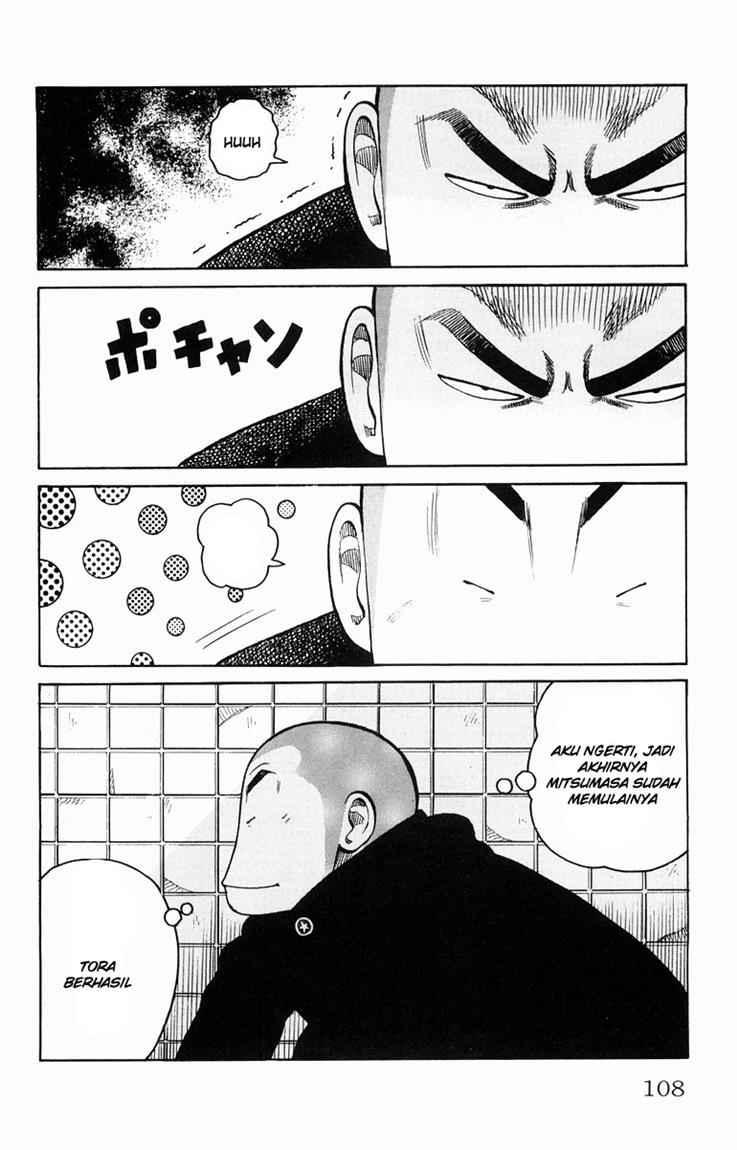 HUUH
ポチャン
AKU NGERTI, JADI
AKHIRNYA
MITSUMASA SUDAH
MEMULAINYA
TORA
BERHASIL
108